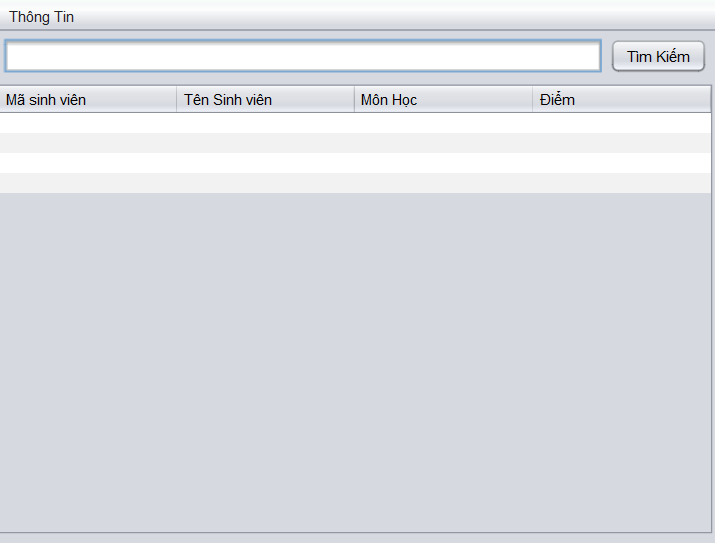 Thông Tin
Tìm Kiếm
Mã sinh viên Tên Sinh viên Môn Học Điểm